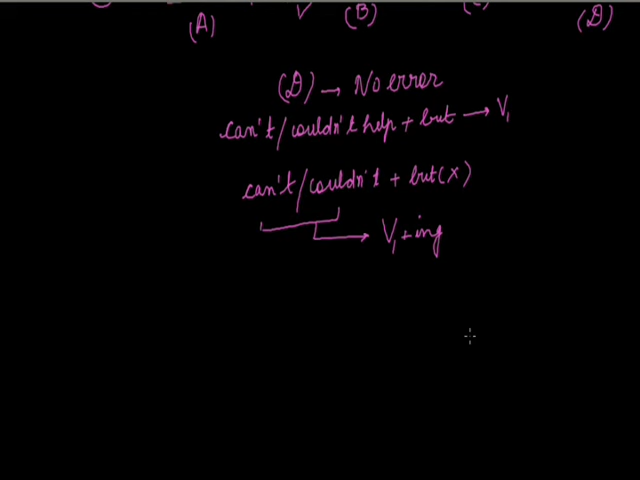 (A) V (B) (D)
(D) → No error
can't/couldn't help + but → V1
can't/couldn't + but(x)
→ V1+ing